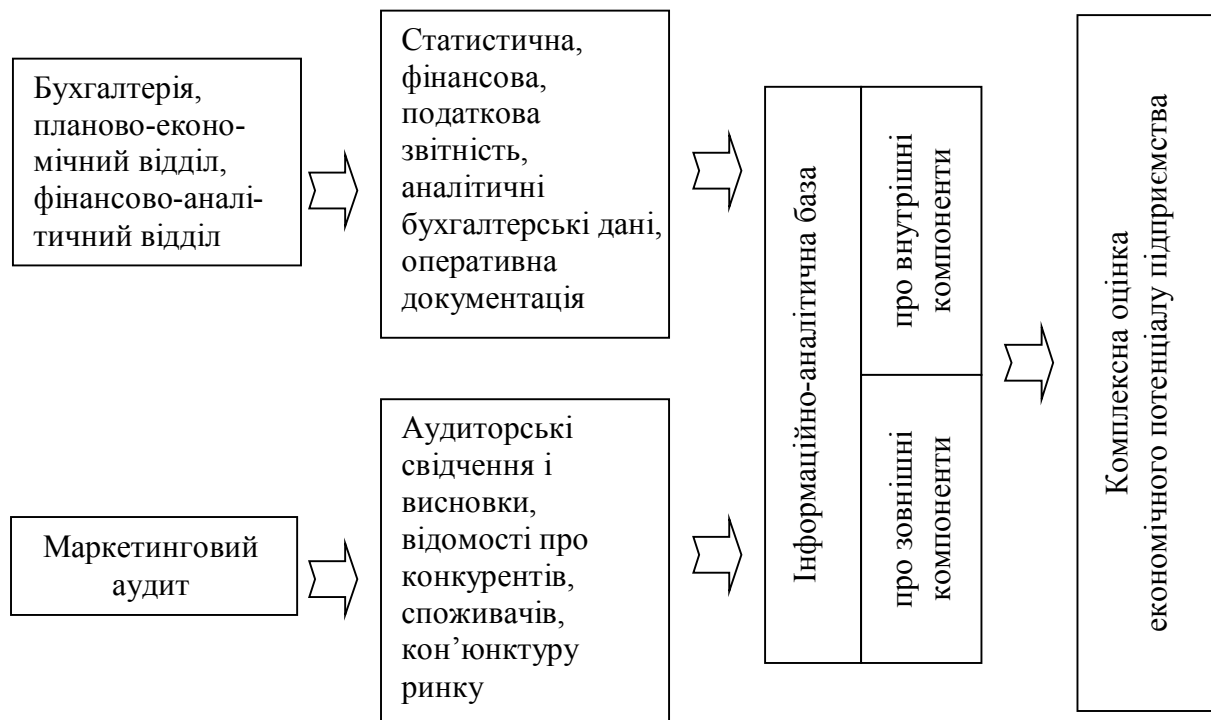 Бухгалтерія,
планово-еконо-
мічний відділ,
фінансово-аналі-
тичний відділ
Статистична,
фінансова,
податкова
звітність,
аналітичні
бухгалтерські дані,
оперативна
документація
Маркетинговий
аудит
Аудиторські
свідчення і
висновки,
відомості про
конкурентів,
споживачів,
кон’юнктуру
ринку
Інформаційно-аналітична база
про внутрішні
компоненти
про зовнішні
компоненти
Комплексна оцінка
економічного потенціалу підприємства